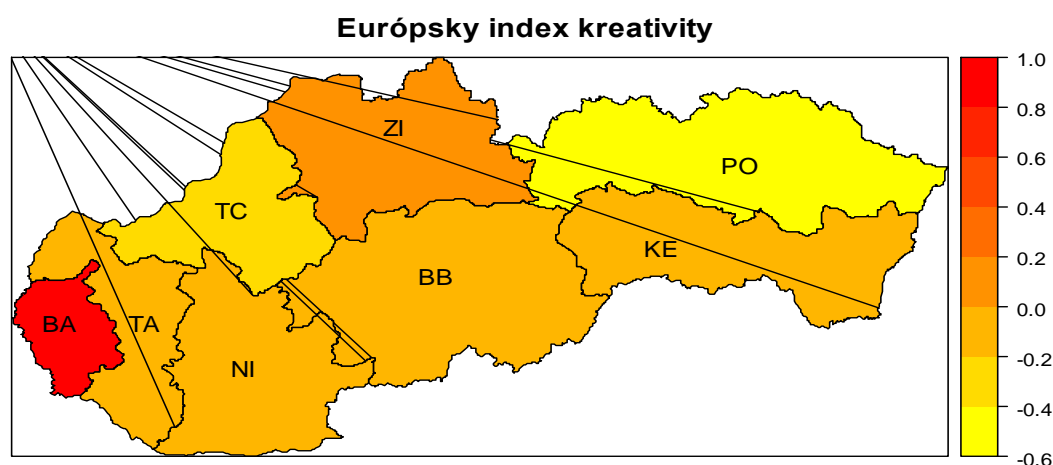 Európsky index kreativity
ZI
PO
TC
KE
BB
BA
TA
NI
1.0
0.8
0.6
0.4
0.2
0.0
-0.2
-0.4
-0.6